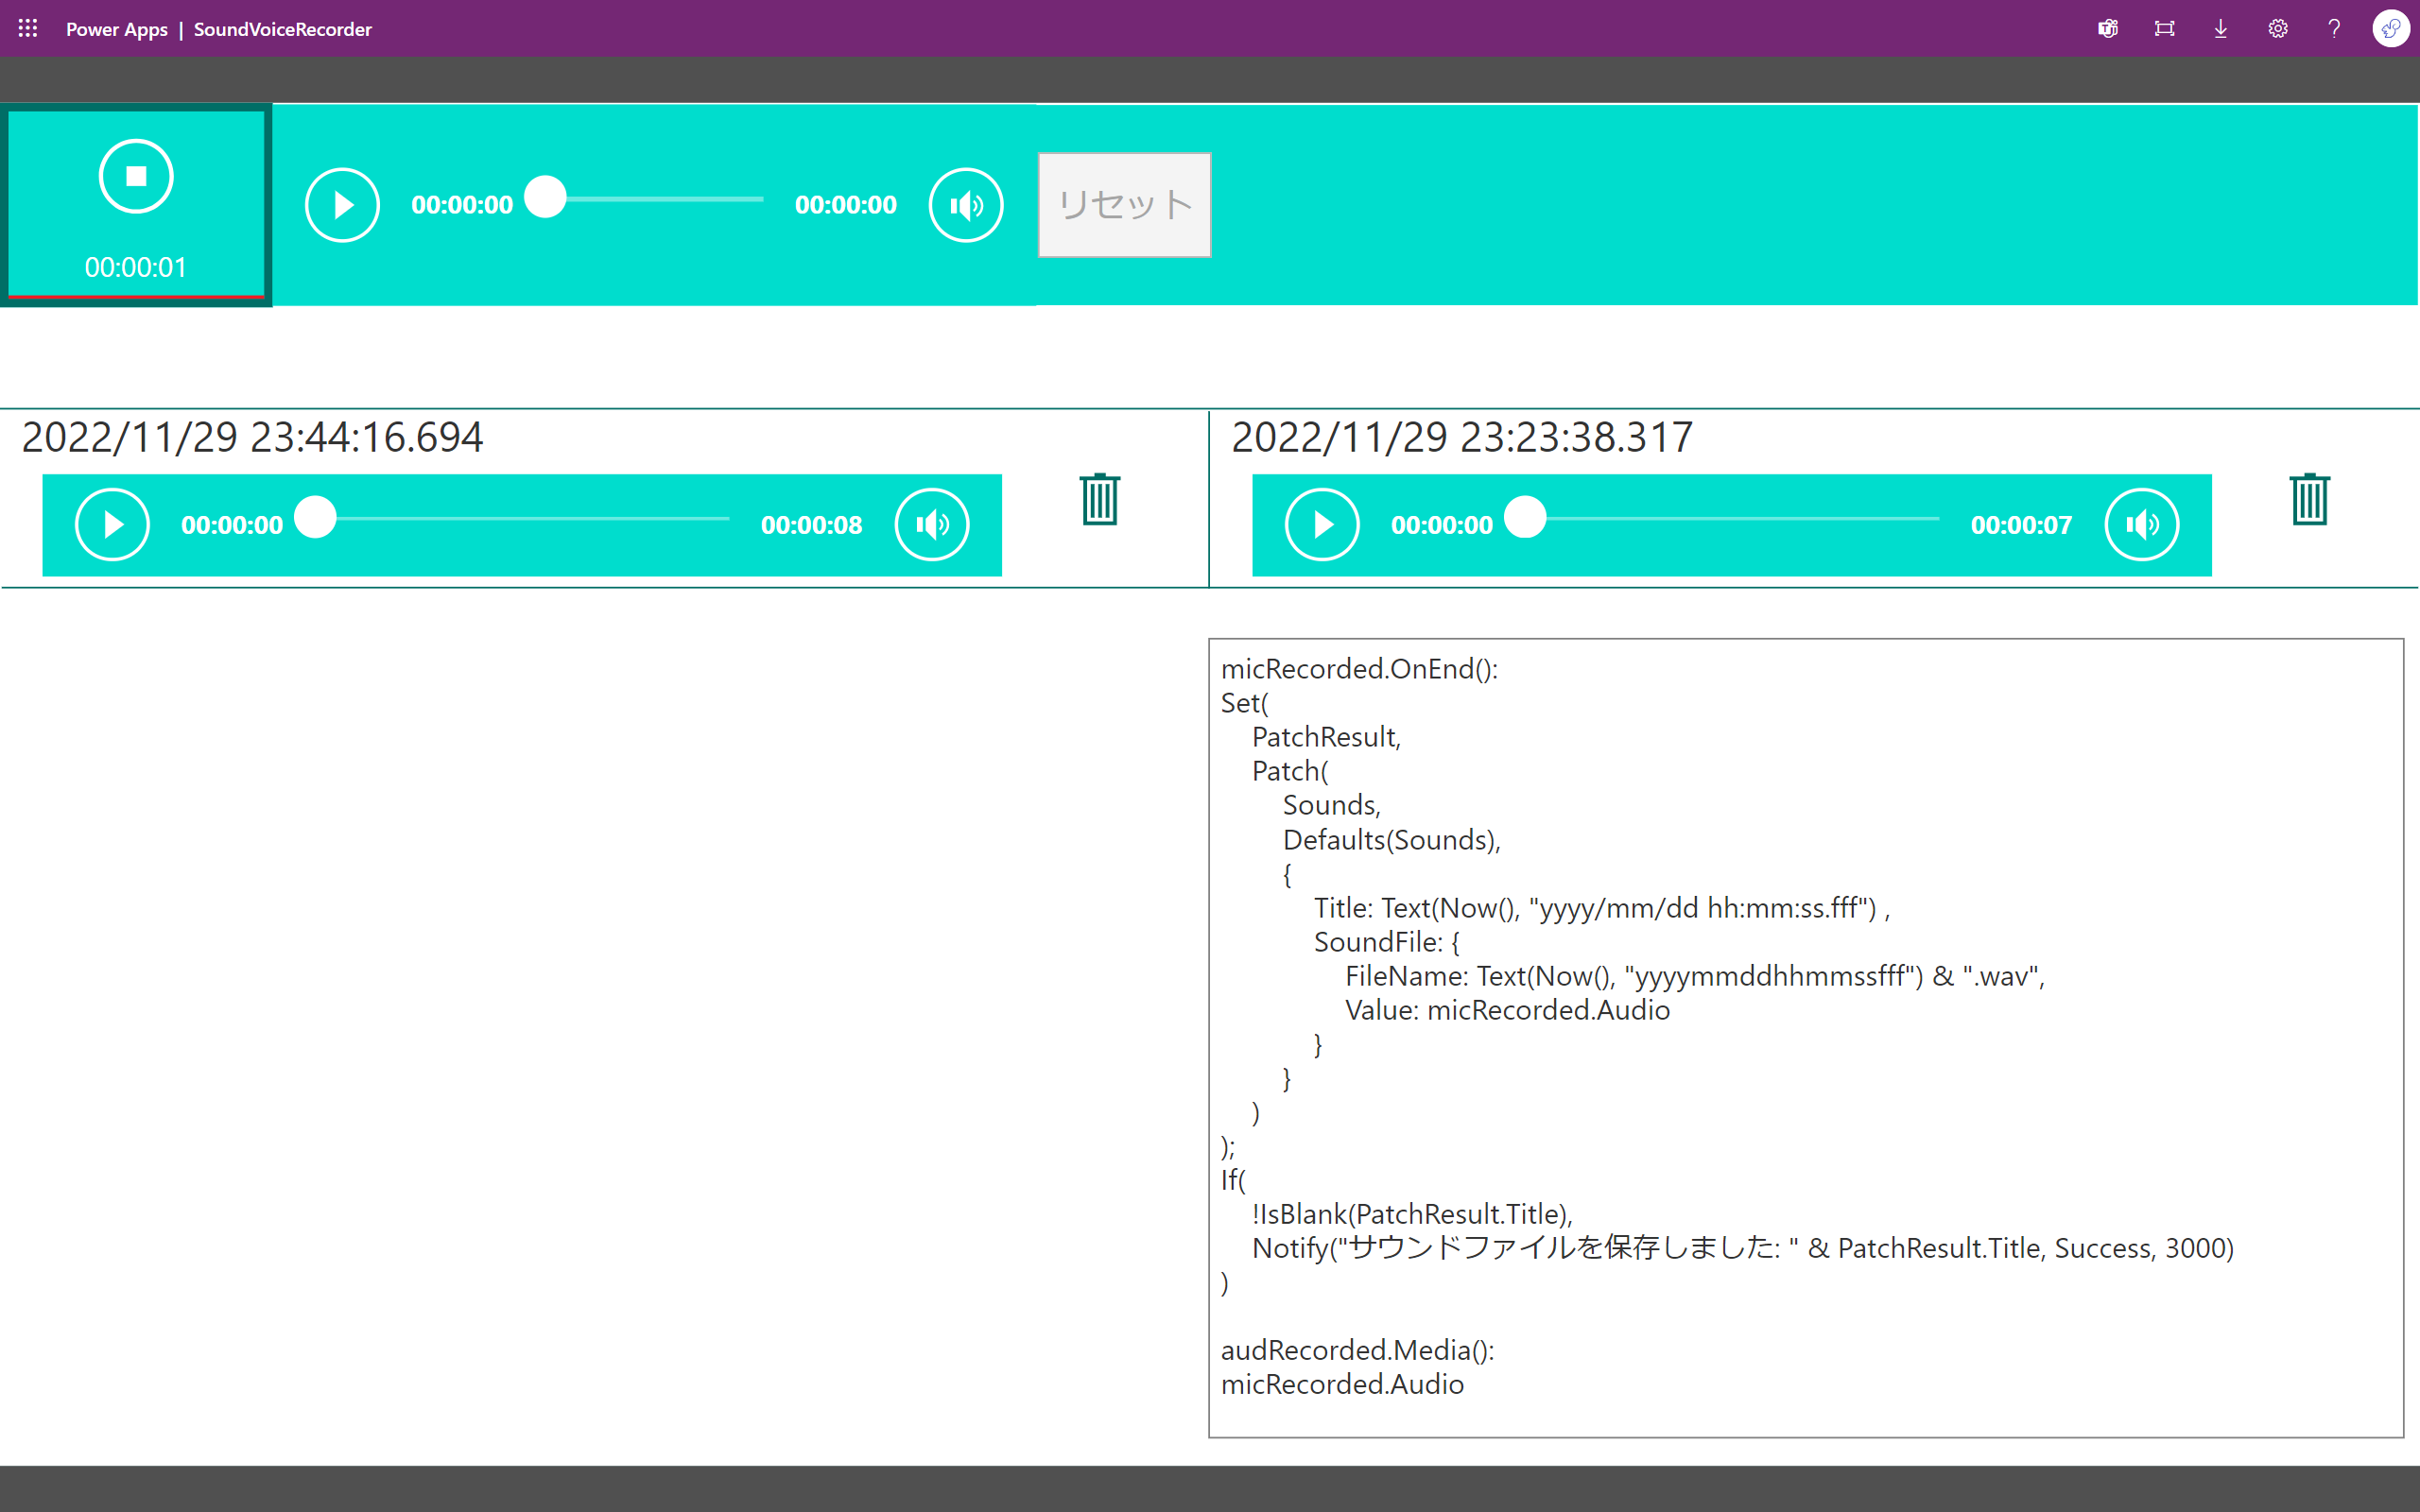 Power Apps | SoundVoiceRecorder
00:00:01
00:00:00 00:00:00
リセット
2022/11/29 23:44:16.694
00:00:00 00:00:08
2022/11/29 23:23:38.317
00:00:00 00:00:07
micRecorded.OnEnd():
Set(
    PatchResult,
    Patch(
        Sounds,
        Defaults(Sounds),
        {
            Title: Text(Now(), "yyyy/mm/dd hh:mm:ss.fff") ,
            SoundFile: {
                FileName: Text(Now(), "yyyymmddhhmmssfff") & ".wav",
                Value: micRecorded.Audio
            }
        }
    )
);
If(
    !IsBlank(PatchResult.Title),
    Notify("サウンドファイルを保存しました: " & PatchResult.Title, Success, 3000)
)
audRecorded.Media():
micRecorded.Audio